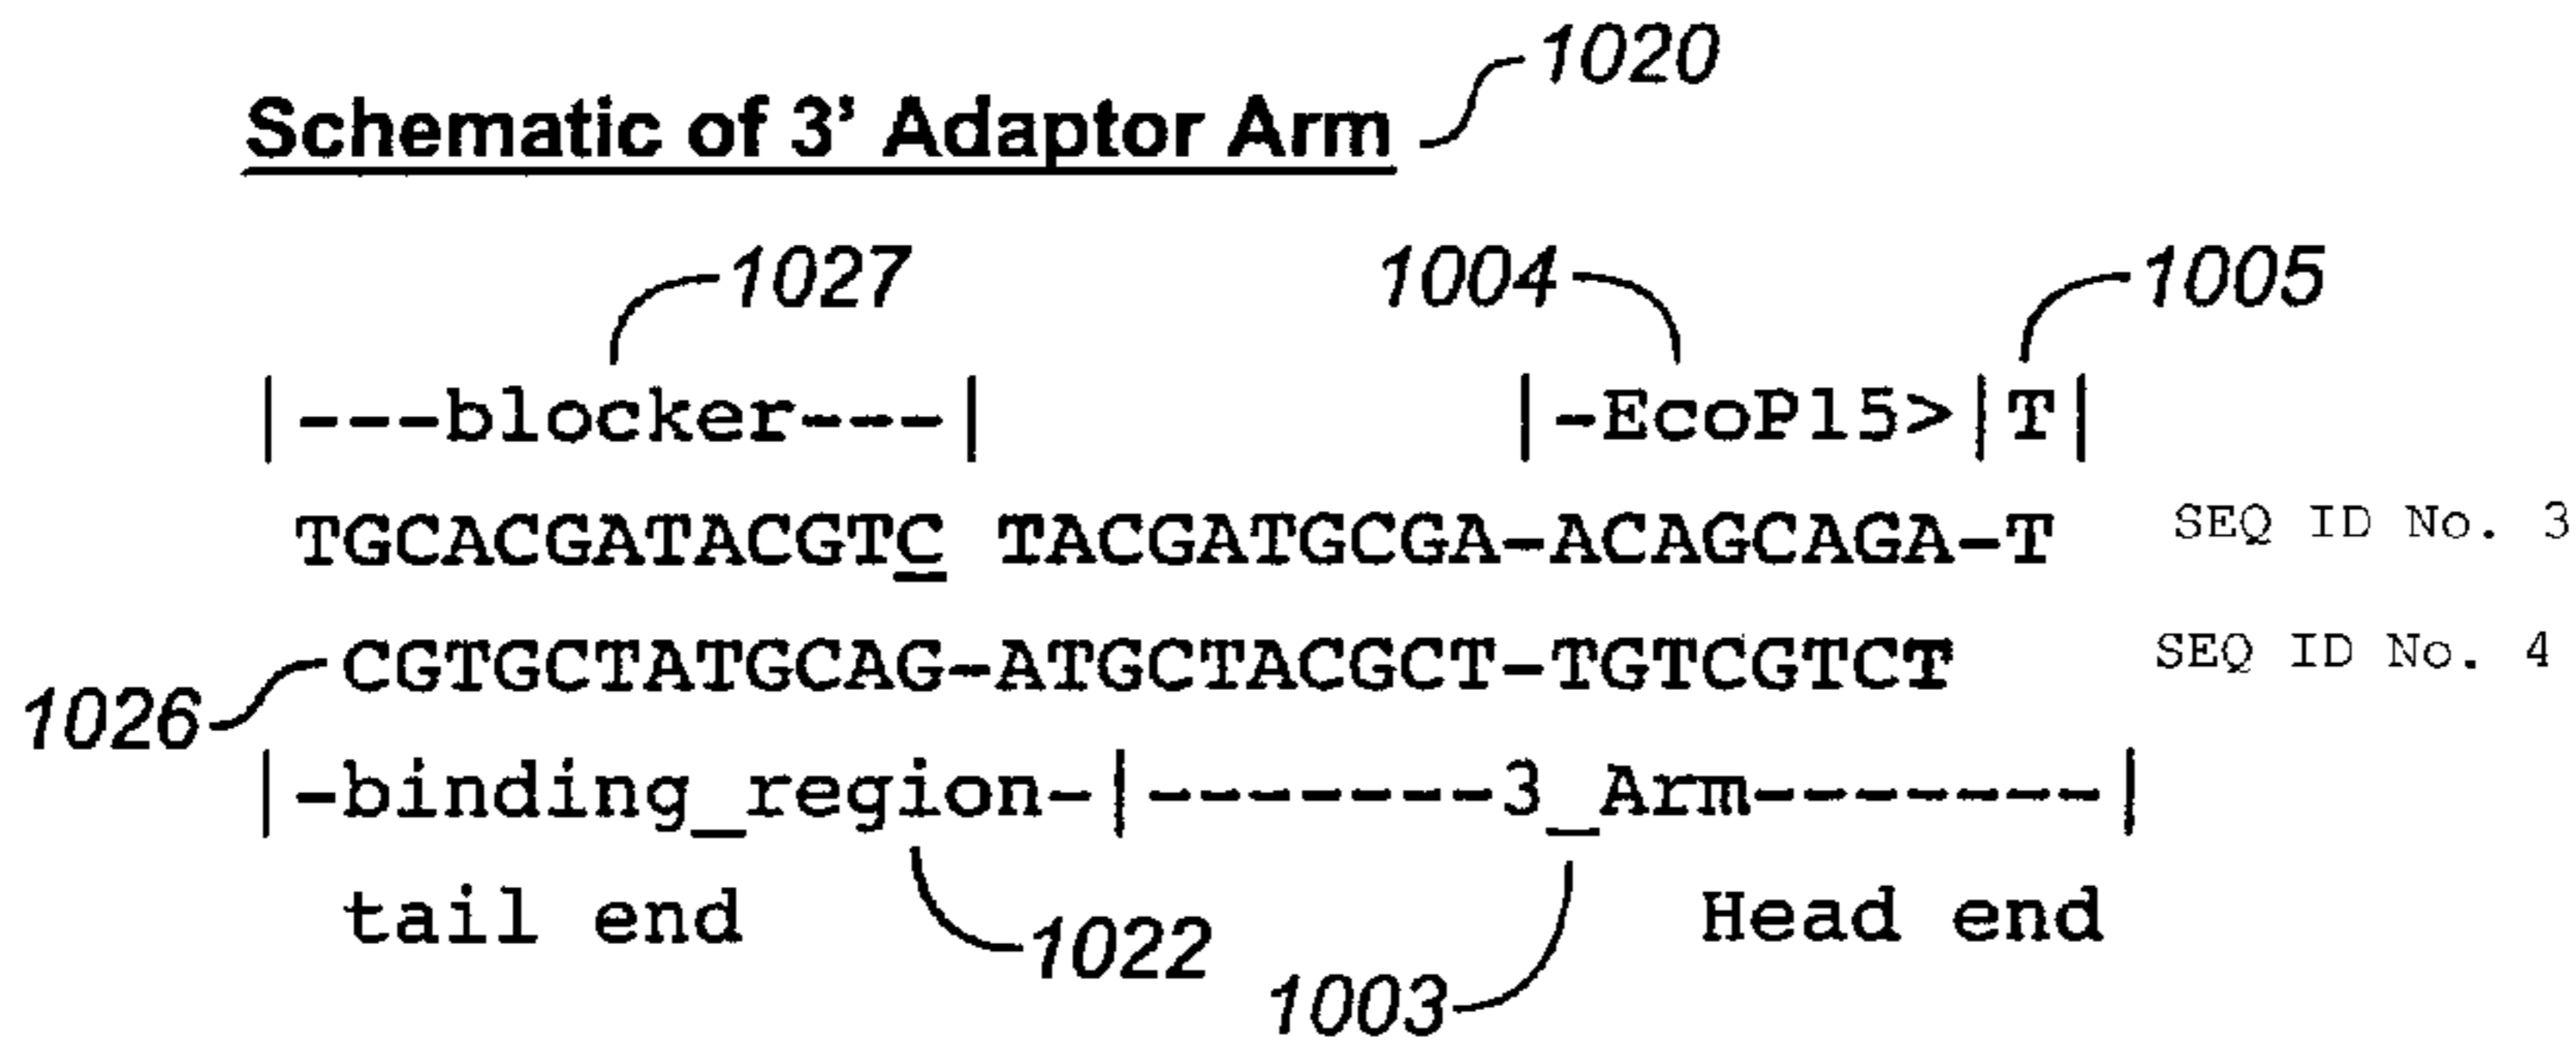 1020
Schematic of 3’ Adaptor Arm
1027 1004 1005
|---blocker---| |-EcoP15>|T|
TGCACGATACGTC TACGATGCGA-ACAGCAGA-T SEQ ID No. 3
CGTGCTATGCAG-ATGCTACGCT-TGTCGTCT SEQ ID No. 4
1026
|-binding_region-|-------3_Arm-------|
tail end Head end
1022
1003